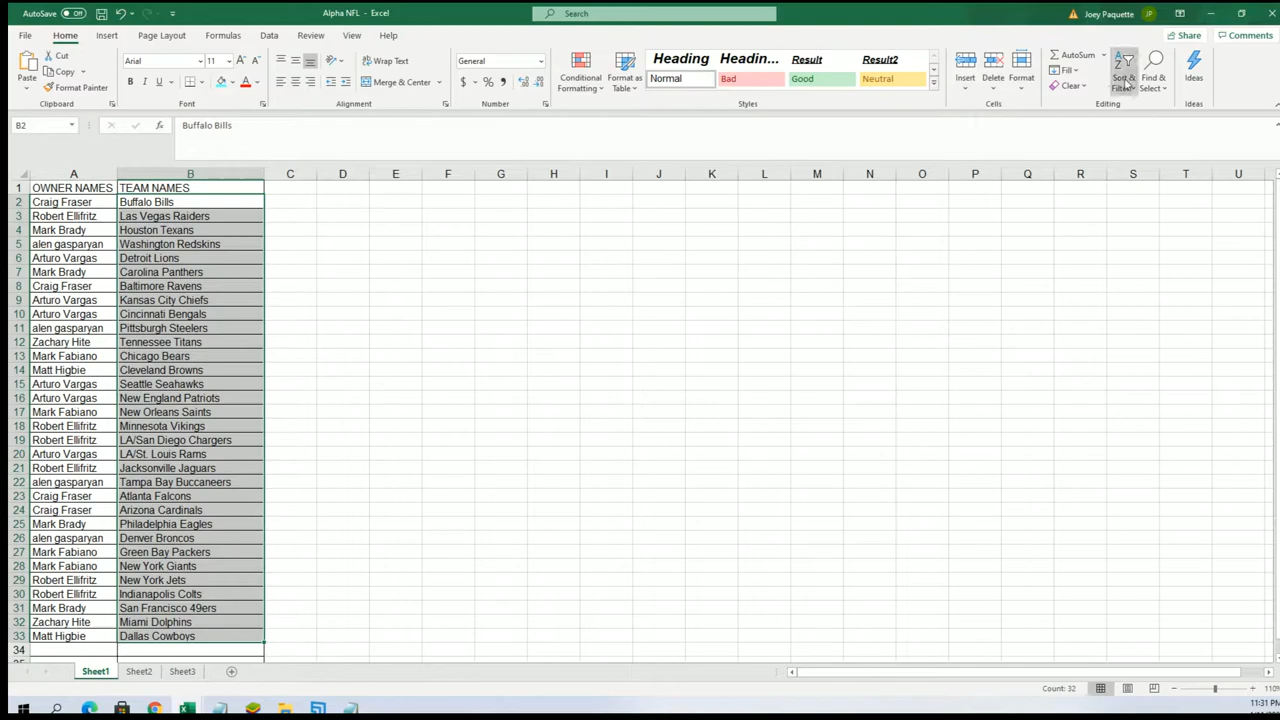 AutoSave Off Alpha NFL - Excel Search Joey Paquette JP
File Home Insert Page Layout Formulas Data Review View Help Share Comments
Paste Cut Copy Format Painter Clipboard
Arial 11 B I U A Font
Wrap Text Merge & Center Alignment
General $ % Number
Conditional Formatting Format as Table
Heading Headin... Result Result2
Normal Bad Good Neutral
Styles
Insert Delete Format Cells
AutoSum Fill Clear Sort & Filter Find & Select Editing
Ideas Ideas
B2 fx Buffalo Bills
A B C D E F G H I J K L M N O P Q R S T U
1 OWNER NAMES TEAM NAMES
2 Craig Fraser Buffalo Bills
3 Robert Ellifritz Las Vegas Raiders
4 Mark Brady Houston Texans
5 alen gasparyan Washington Redskins
6 Arturo Vargas Detroit Lions
7 Mark Brady Carolina Panthers
8 Craig Fraser Baltimore Ravens
9 Arturo Vargas Kansas City Chiefs
10 Arturo Vargas Cincinnati Bengals
11 alen gasparyan Pittsburgh Steelers
12 Zachary Hite Tennessee Titans
13 Mark Fabiano Chicago Bears
14 Matt Higbie Cleveland Browns
15 Arturo Vargas Seattle Seahawks
16 Arturo Vargas New England Patriots
17 Mark Fabiano New Orleans Saints
18 Robert Ellifritz Minnesota Vikings
19 Robert Ellifritz LA/San Diego Chargers
20 Arturo Vargas LA/St. Louis Rams
21 Robert Ellifritz Jacksonville Jaguars
22 alen gasparyan Tampa Bay Buccaneers
23 Craig Fraser Atlanta Falcons
24 Craig Fraser Arizona Cardinals
25 Mark Brady Philadelphia Eagles
26 alen gasparyan Denver Broncos
27 Mark Fabiano Green Bay Packers
28 Mark Fabiano New York Giants
29 Robert Ellifritz New York Jets
30 Robert Ellifritz Indianapolis Colts
31 Mark Brady San Francisco 49ers
32 Zachary Hite Miami Dolphins
33 Matt Higbie Dallas Cowboys
34
Sheet1 Sheet2 Sheet3
Count: 32 110%
11:31 PM